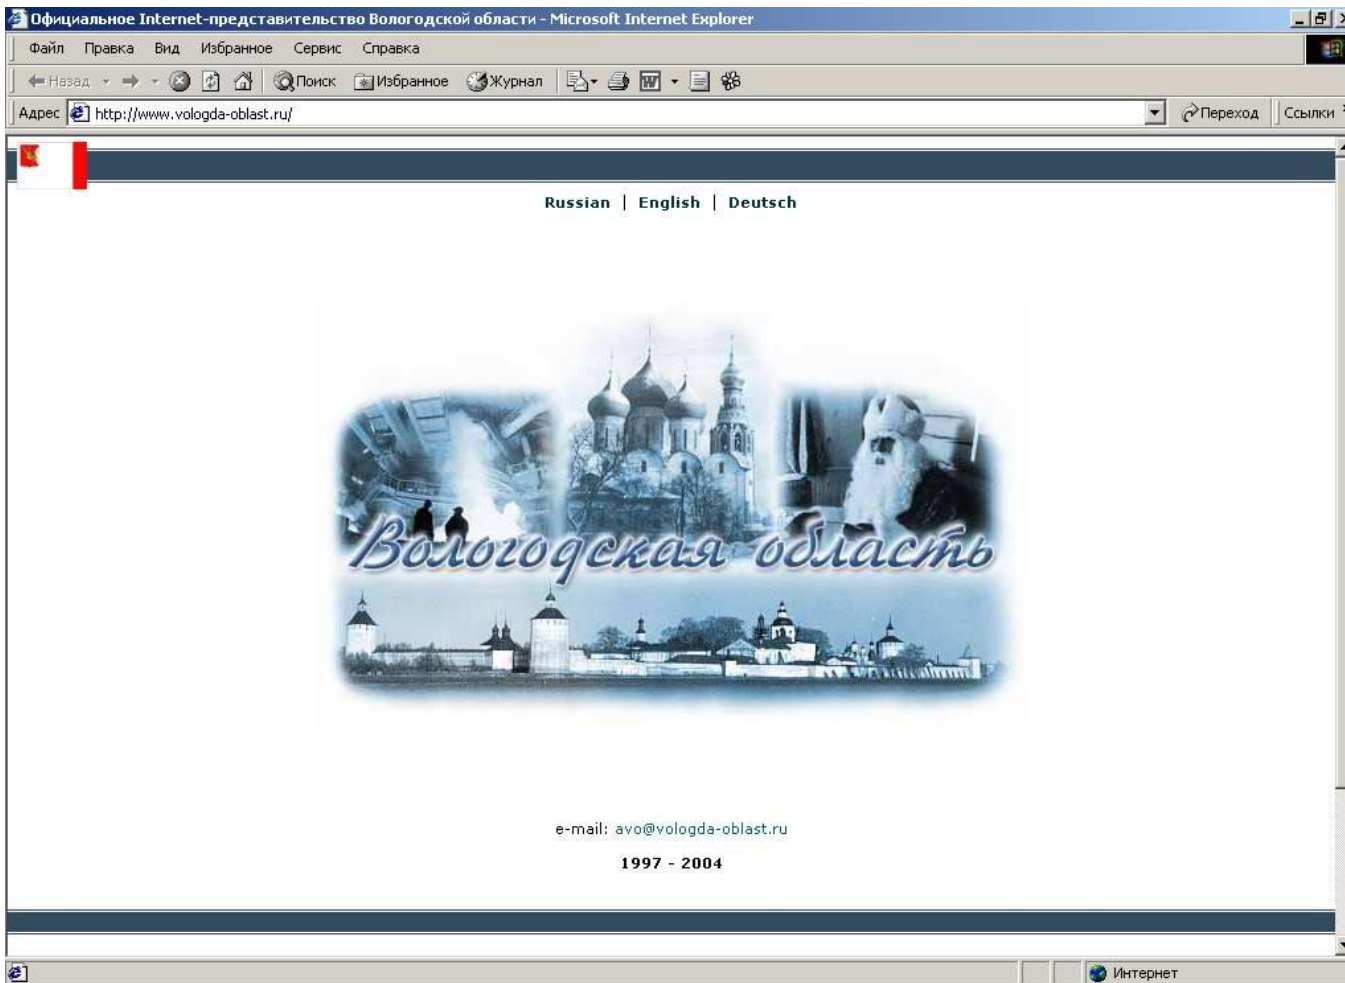 Официальное Internet-представительство Вологодской области - Microsoft Internet Explorer
Файл Правка Вид Избранное Сервис Справка
Назад Поиск Избранное Журнал
Адрес http://www.vologda-oblast.ru/ Переход Ссылки
Russian | English | Deutsch
Вологодская область
e-mail: avo@vologda-oblast.ru
1997 - 2004
Интернет